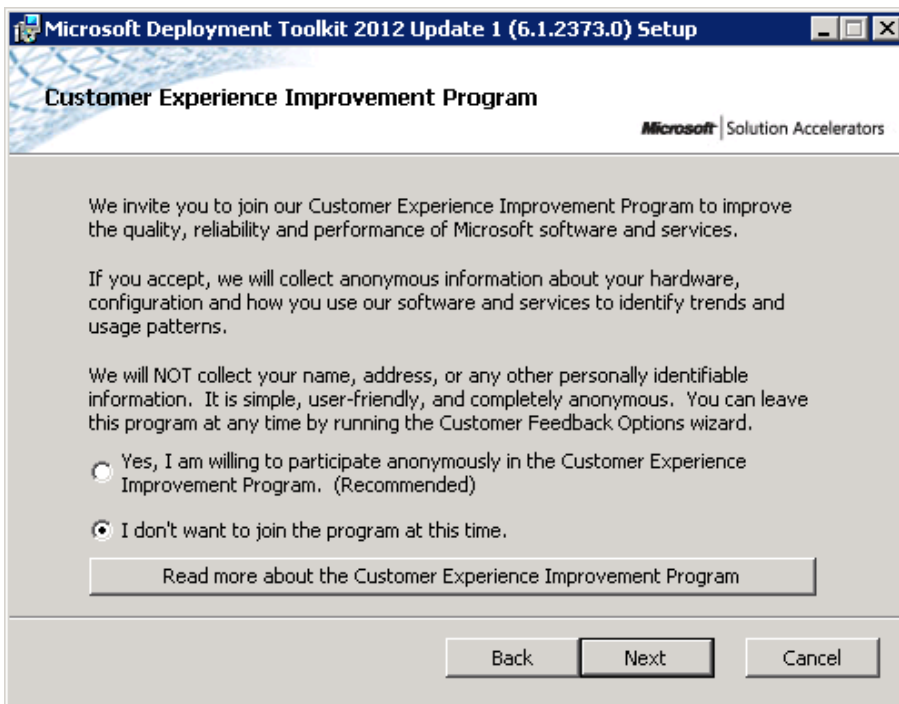 Microsoft Deployment Toolkit 2012 Update 1 (6.1.2373.0) Setup
Customer Experience Improvement Program
Microsoft Solution Accelerators
We invite you to join our Customer Experience Improvement Program to improve
the quality, reliability and performance of Microsoft software and services.
If you accept, we will collect anonymous information about your hardware,
configuration and how you use our software and services to identify trends and
usage patterns.
We will NOT collect your name, address, or any other personally identifiable
information.  It is simple, user-friendly, and completely anonymous.  You can leave
this program at any time by running the Customer Feedback Options wizard.
Yes, I am willing to participate anonymously in the Customer Experience
Improvement Program.  (Recommended)
I don't want to join the program at this time.
Read more about the Customer Experience Improvement Program
Back Next Cancel